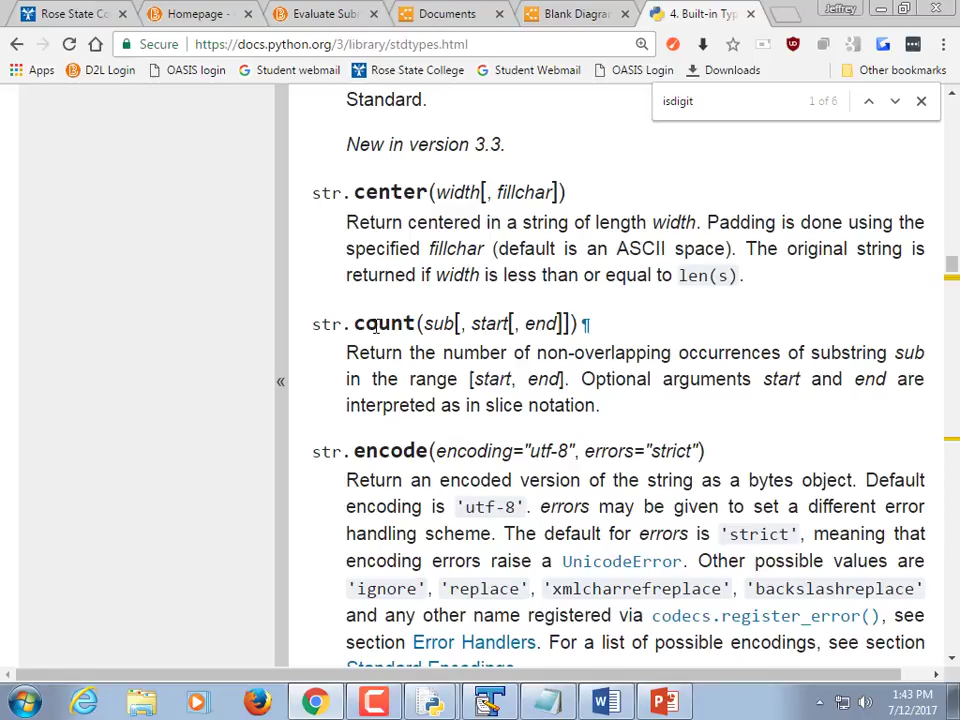 Rose State Co
Homepage -
Evaluate Subm
Documents
Blank Diagram
4. Built-in Typ
Jeffrey
Secure https://docs.python.org/3/library/stdtypes.html
Apps D2L Login OASIS login Student webmail Rose State College Student Webmail OASIS Login Downloads Other bookmarks
isdigit 1 of 6
Standard.
New in version 3.3.
str.center(width[, fillchar])
Return centered in a string of length width. Padding is done using the
specified fillchar (default is an ASCII space). The original string is
returned if width is less than or equal to len(s).
str.count(sub[, start[, end]]) ¶
Return the number of non-overlapping occurrences of substring sub
in the range [start, end]. Optional arguments start and end are
interpreted as in slice notation.
str.encode(encoding="utf-8", errors="strict")
Return an encoded version of the string as a bytes object. Default
encoding is 'utf-8'. errors may be given to set a different error
handling scheme. The default for errors is 'strict', meaning that
encoding errors raise a UnicodeError. Other possible values are
'ignore', 'replace', 'xmlcharrefreplace', 'backslashreplace'
and any other name registered via codecs.register_error(), see
section Error Handlers. For a list of possible encodings, see section
Standard Encodings.
«
1:43 PM
7/12/2017